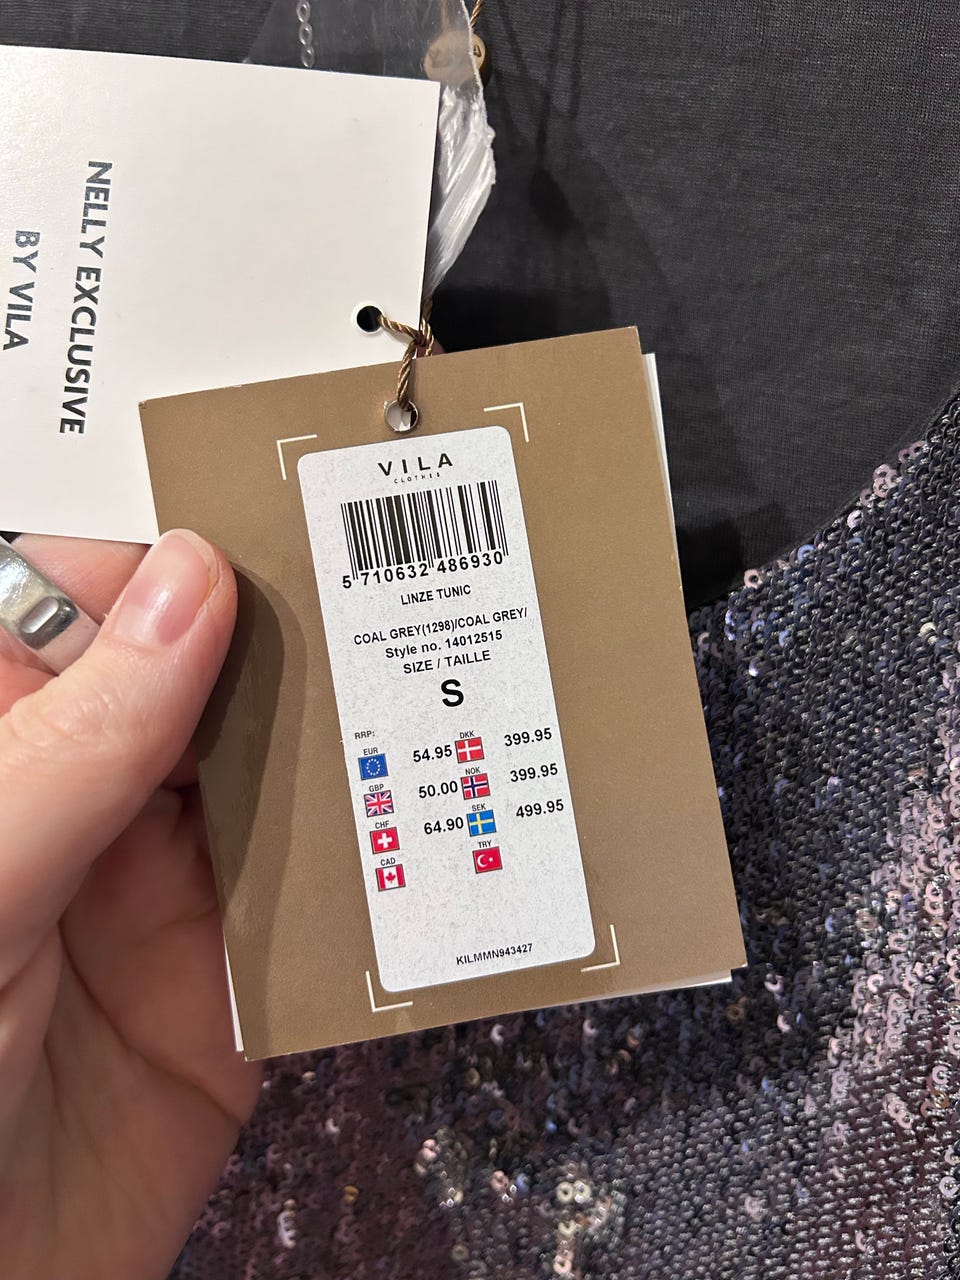 NELLY EXCLUSIVE
BY VILA
VILA
CLOTHES
5 710632 486930
LINZE TUNIC
COAL GREY(1298)/COAL GREY/
Style no. 14012515
SIZE / TAILLE
S
RRP:
EUR 54.95 DKK 399.95
GBP 50.00 NOK 399.95
CHF 64.90 SEK 499.95
CAD TRY
KILMMN943427